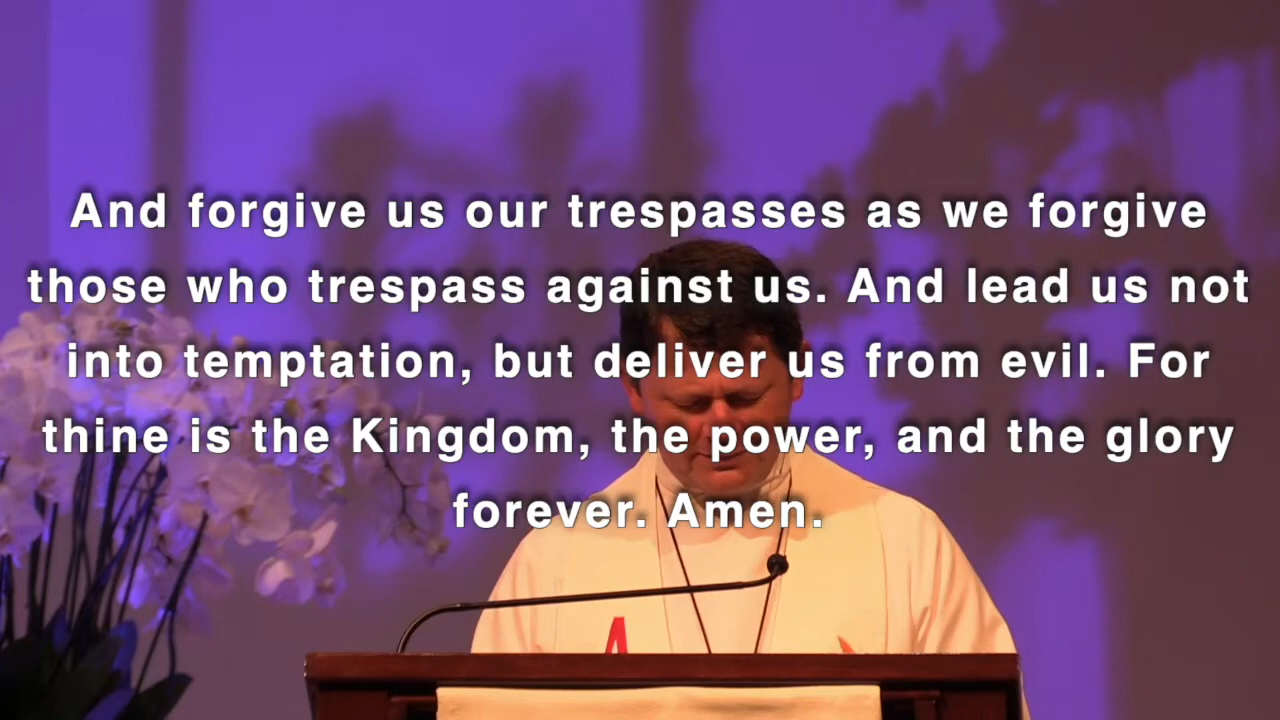 And forgive us our trespasses as we forgive
those who trespass against us. And lead us not
into temptation, but deliver us from evil. For
thine is the Kingdom, the power, and the glory
forever. Amen.
A